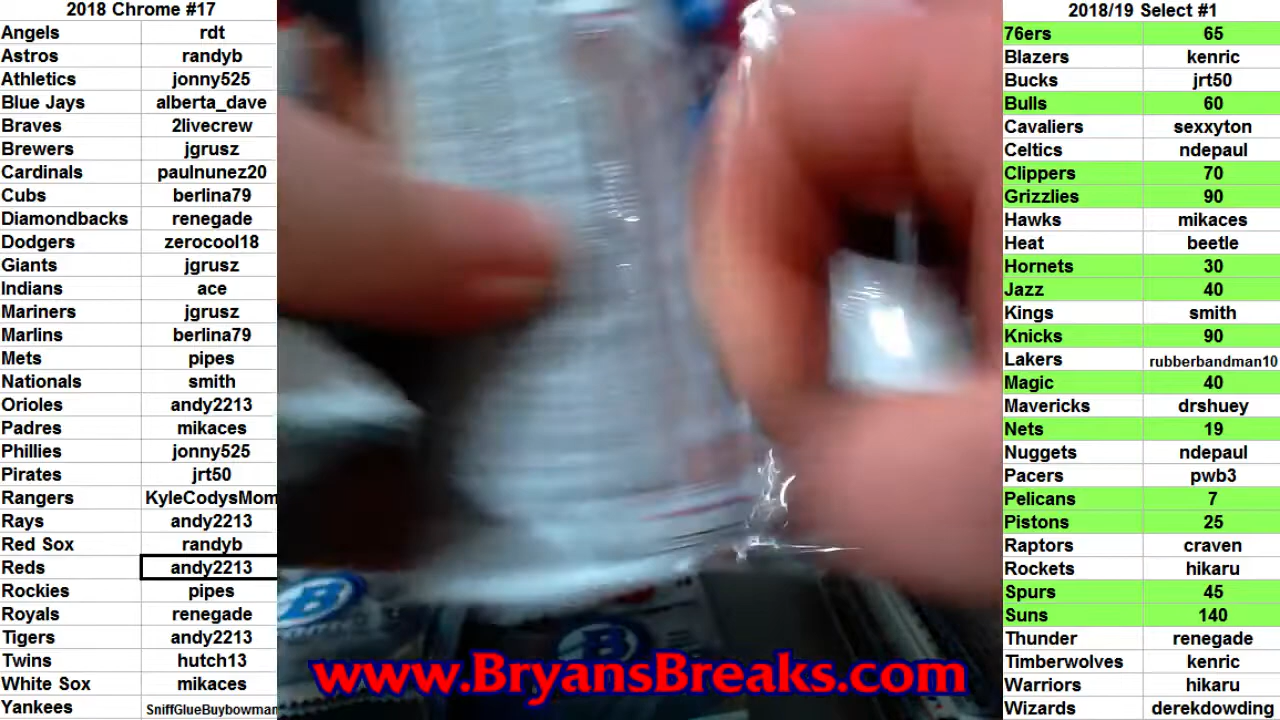 2018 Chrome #17
Angels rdt
Astros randyb
Athletics jonny525
Blue Jays alberta_dave
Braves 2livecrew
Brewers jgrusz
Cardinals paulnunez20
Cubs berlina79
Diamondbacks renegade
Dodgers zerocool18
Giants jgrusz
Indians ace
Mariners jgrusz
Marlins berlina79
Mets pipes
Nationals smith
Orioles andy2213
Padres mikaces
Phillies jonny525
Pirates jrt50
Rangers KyleCodysMom
Rays andy2213
Red Sox randyb
Reds andy2213
Rockies pipes
Royals renegade
Tigers andy2213
Twins hutch13
White Sox mikaces
Yankees SniffGlueBuybowman
B
B
www.BryansBreaks.com
2018/19 Select #1
76ers 65
Blazers kenric
Bucks jrt50
Bulls 60
Cavaliers sexxyton
Celtics ndepaul
Clippers 70
Grizzlies 90
Hawks mikaces
Heat beetle
Hornets 30
Jazz 40
Kings smith
Knicks 90
Lakers rubberbandman10
Magic 40
Mavericks drshuey
Nets 19
Nuggets ndepaul
Pacers pwb3
Pelicans 7
Pistons 25
Raptors craven
Rockets hikaru
Spurs 45
Suns 140
Thunder renegade
Timberwolves kenric
Warriors hikaru
Wizards derekdowding